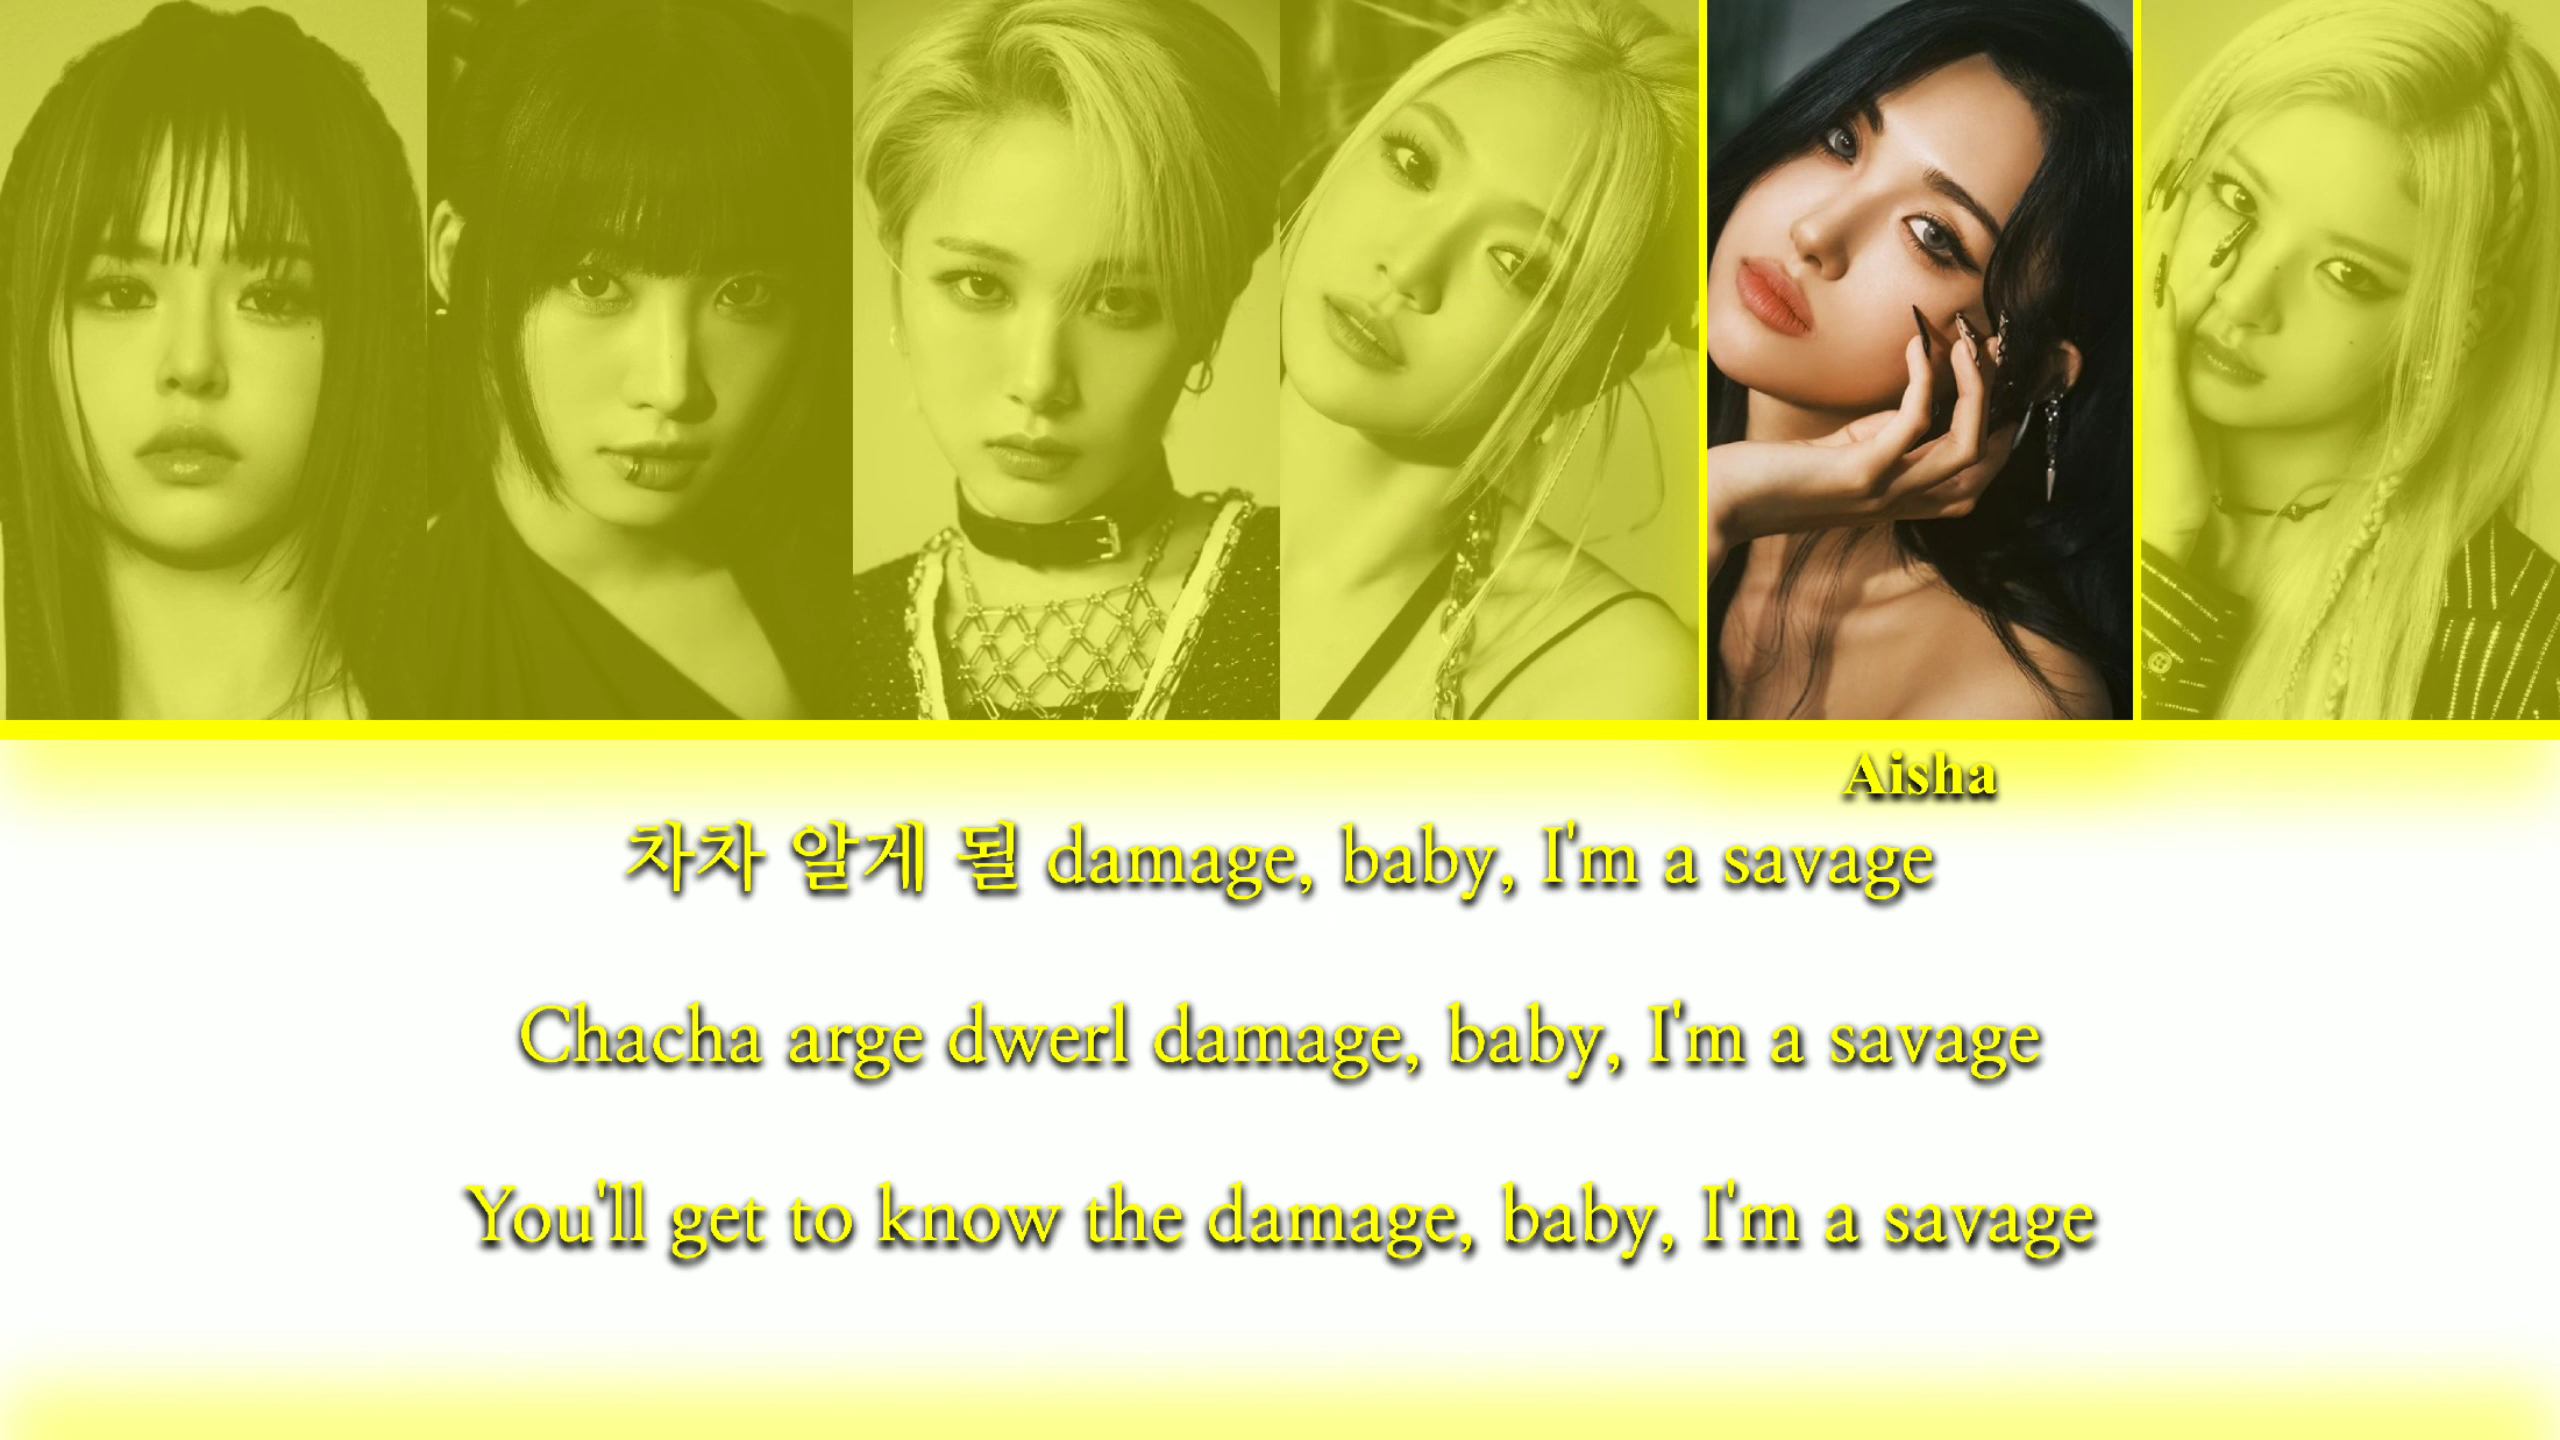 Aisha
차차 알게 될 damage, baby, I'm a savage
Chacha arge dwerl damage, baby, I'm a savage
You'll get to know the damage, baby, I'm a savage